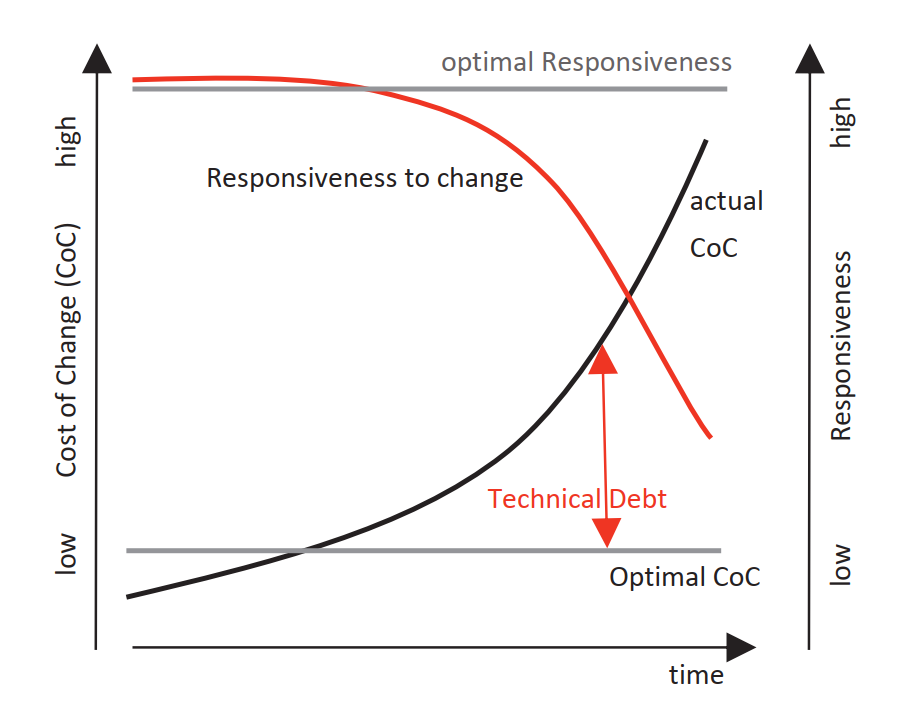 optimal Responsiveness
high
high
Responsiveness to change
actual
CoC
Cost of Change (CoC)
Responsiveness
Technical Debt
low
low
Optimal CoC
time